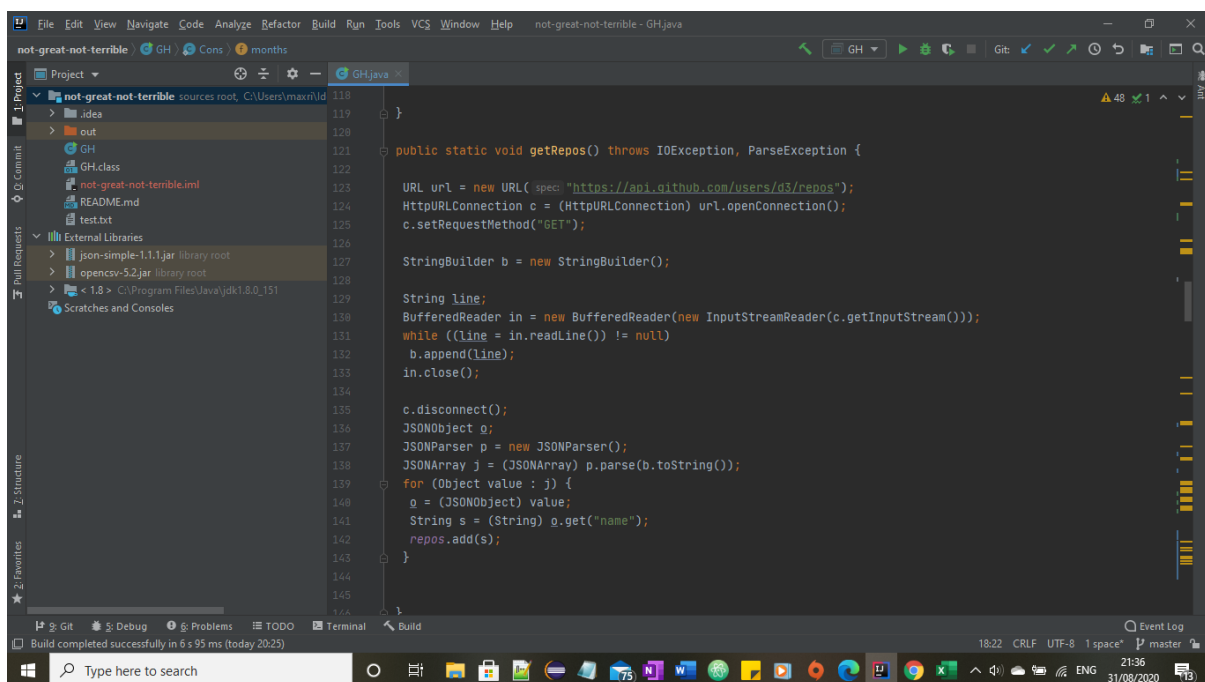 File Edit View Navigate Code Analyze Refactor Build Run Tools VCS Window Help not-great-not-terrible - GH.java
not-great-not-terrible GH Cons months
GH
Git:
1: Project
Project
GH.java
Ant
not-great-not-terrible sources root, C:\Users\maxri\Id
.idea
out
GH
GH.class
not-great-not-terrible.iml
README.md
test.txt
External Libraries
json-simple-1.1.1.jar library root
opencsv-5.2.jar library root
< 1.8 > C:\Program Files\Java\jdk1.8.0_151
Scratches and Consoles
0: Commit
Pull Requests
7: Structure
2: Favorites
48 1
118
119 }
120
121 public static void getRepos() throws IOException, ParseException {
122
123 URL url = new URL( spec: "https://api.github.com/users/d3/repos");
124 HttpURLConnection c = (HttpURLConnection) url.openConnection();
125 c.setRequestMethod("GET");
126
127 StringBuilder b = new StringBuilder();
128
129 String line;
130 BufferedReader in = new BufferedReader(new InputStreamReader(c.getInputStream()));
131 while ((line = in.readLine()) != null)
132 b.append(line);
133 in.close();
134
135 c.disconnect();
136 JSONObject o;
137 JSONParser p = new JSONParser();
138 JSONArray j = (JSONArray) p.parse(b.toString());
139 for (Object value : j) {
140 o = (JSONObject) value;
141 String s = (String) o.get("name");
142 repos.add(s);
143 }
144
145
146 }
9: Git 5: Debug 6: Problems TODO Terminal Build Event Log
Build completed successfully in 6 s 95 ms (today 20:25) 18:22 CRLF UTF-8 1 space* master
Type here to search
75
ENG
21:36
31/08/2020
13